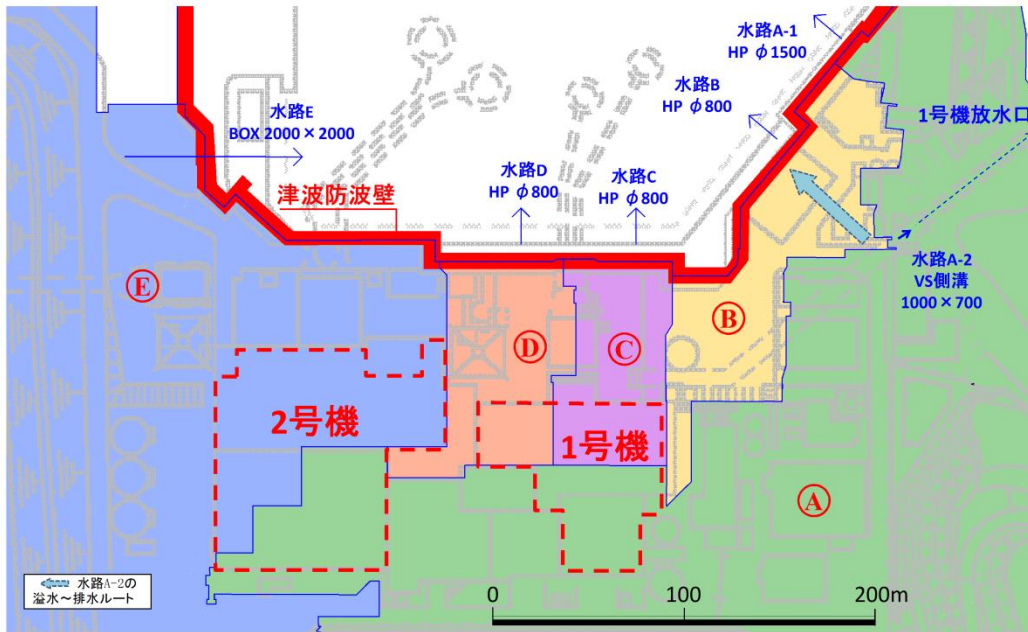 水路A-1
HP φ1500
水路B
HP φ800
1号機放水口
水路E
BOX 2000×2000
水路D
HP φ800
水路C
HP φ800
津波防波壁
水路A-2
VS側溝
1000×700
Ⓔ
Ⓑ
Ⓓ
Ⓒ
2号機
1号機
Ⓐ
水路A-2の
溢水～排水ルート
0 100 200m